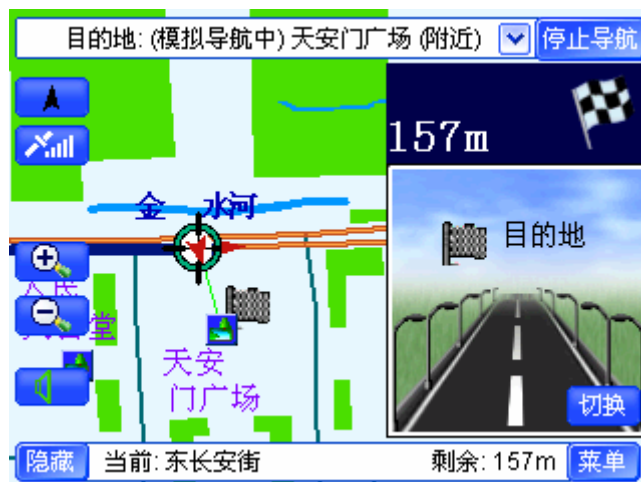 目的地: (模拟导航中) 天安门广场 (附近)
停止导航
157m
金 水河
目的地
天安
门广场
切换
隐藏
当前: 东长安街
剩余: 157m
菜单